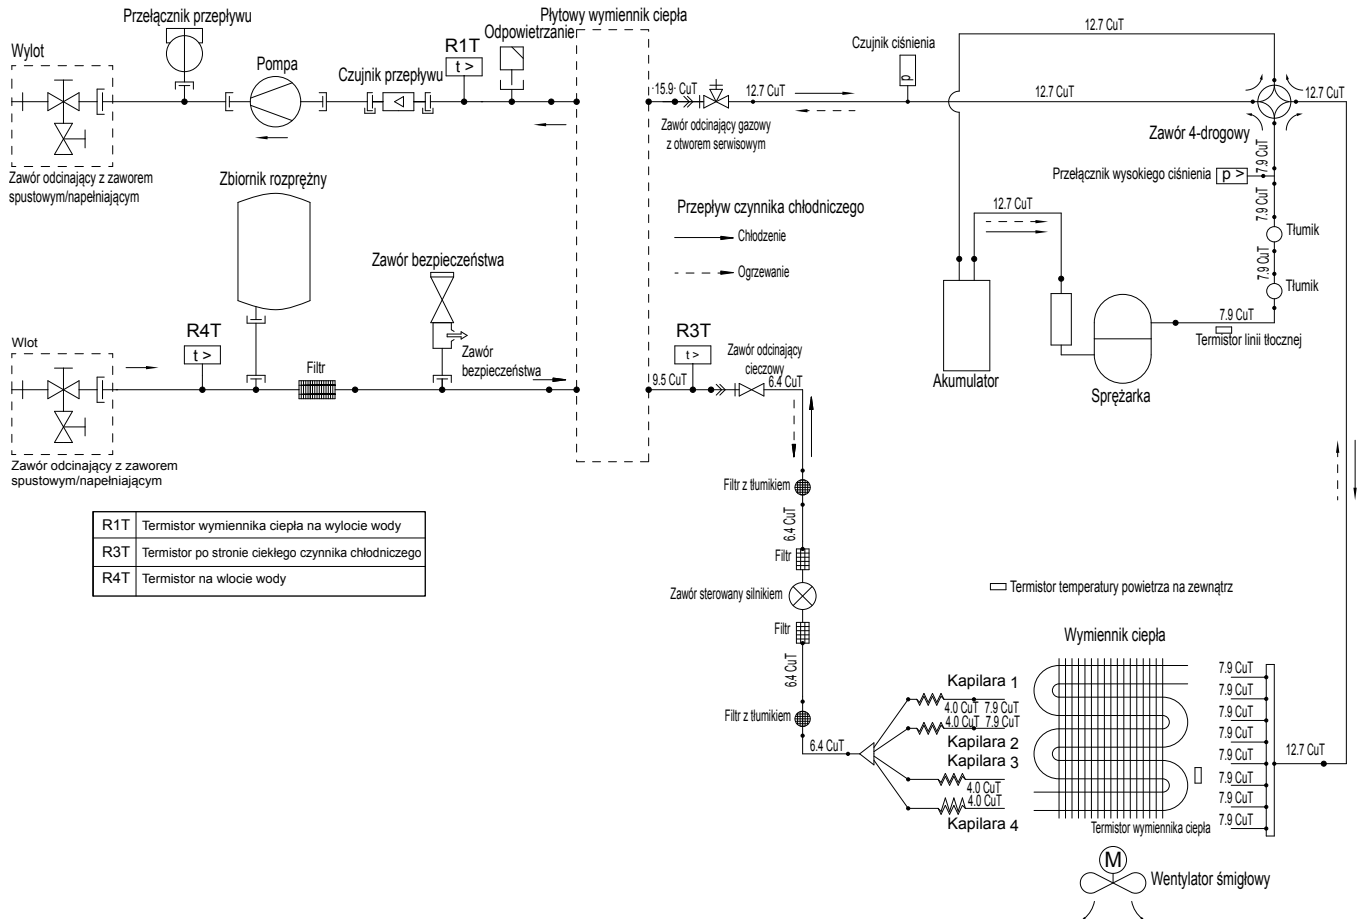 Przełącznik przepływu
Płytowy wymiennik ciepła
Odpowietrzanie
R1T
t >
Wylot
Pompa
Czujnik przepływu
Zawór odcinający z zaworem
spustowym/napełniającym
Zbiornik rozprężny
15.9 CuT
12.7 CuT
Zawór odcinający gazowy
z otworem serwisowym
Czujnik ciśnienia
p
12.7 CuT
12.7 CuT
12.7 CuT
Zawór 4-drogowy
Przełącznik wysokiego ciśnienia
p >
7.9 CuT
7.9 CuT
Tłumik
7.9 CuT
Tłumik
7.9 CuT
Termistor linii tłocznej
12.7 CuT
Akumulator
Sprężarka
Przepływ czynnika chłodniczego
Chłodzenie
Ogrzewanie
Zawór bezpieczeństwa
Zawór
bezpieczeństwa
R4T
t >
Wlot
Filtr
Zawór odcinający z zaworem
spustowym/napełniającym
R3T
t >
Zawór odcinający
cieczowy
9.5 CuT
6.4 CuT
Filtr z tłumikiem
6.4 CuT
Filtr
Zawór sterowany silnikiem
Filtr
6.4 CuT
Filtr z tłumikiem
6.4 CuT
R1T Termistor wymiennika ciepła na wylocie wody
R3T Termistor po stronie ciekłego czynnika chłodniczego
R4T Termistor na wlocie wody
Termistor temperatury powietrza na zewnątrz
Wymiennik ciepła
Kapilara 1
4.0 CuT 7.9 CuT
4.0 CuT 7.9 CuT
Kapilara 2
Kapilara 3
4.0 CuT
4.0 CuT
Kapilara 4
Termistor wymiennika ciepła
7.9 CuT
7.9 CuT
7.9 CuT
7.9 CuT
7.9 CuT
7.9 CuT
7.9 CuT
7.9 CuT
12.7 CuT
M
Wentylator śmigłowy